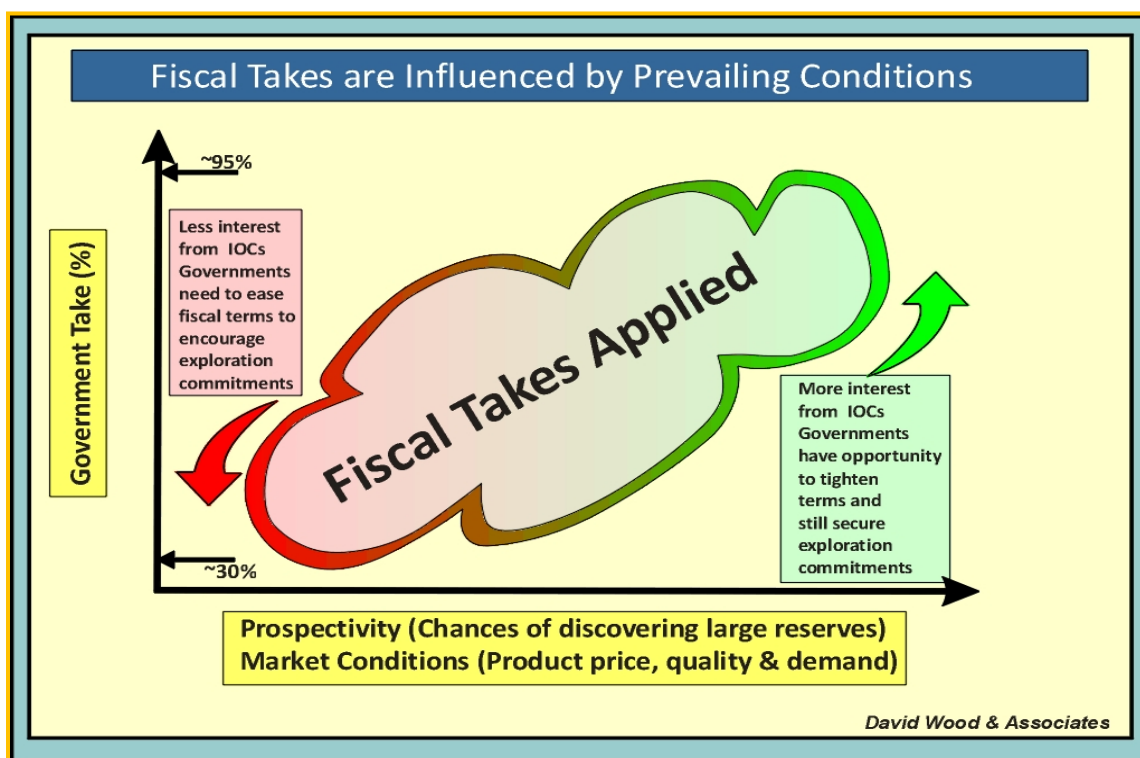 Fiscal Takes are Influenced by Prevailing Conditions
~95%
Less interest
from IOCs
Governments
need to ease
fiscal terms to
encourage
exploration
commitments
Government Take (%)
Fiscal Takes Applied
More interest
from IOCs
Governments
have opportunity
to tighten
terms and
still secure
exploration
commitments
~30%
Prospectivity (Chances of discovering large reserves)
Market Conditions (Product price, quality & demand)
David Wood & Associates